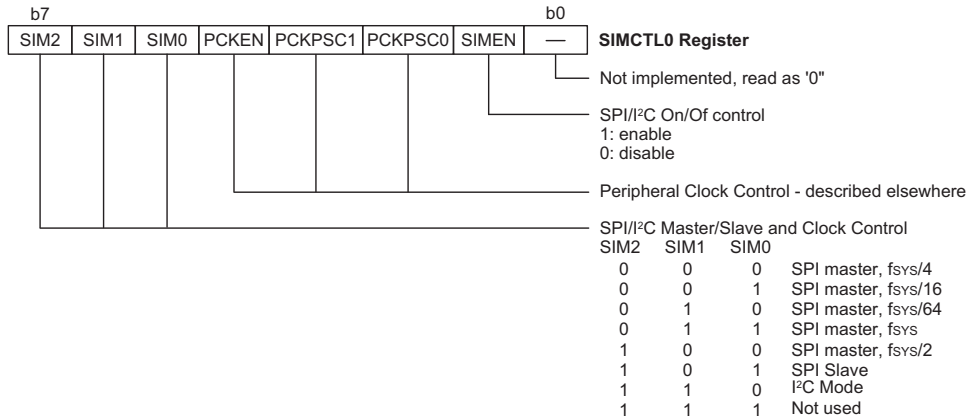 b7 b0
SIM2 SIM1 SIM0 PCKEN PCKPSC1 PCKPSC0 SIMEN — SIMCTL0 Register
Not implemented, read as '0"
SPI/I²C On/Of control
1: enable
0: disable
Peripheral Clock Control - described elsewhere
SPI/I²C Master/Slave and Clock Control
SIM2 SIM1 SIM0
0 0 0 SPI master, fSYS/4
0 0 1 SPI master, fSYS/16
0 1 0 SPI master, fSYS/64
0 1 1 SPI master, fSYS
1 0 0 SPI master, fSYS/2
1 0 1 SPI Slave
1 1 0 I²C Mode
1 1 1 Not used